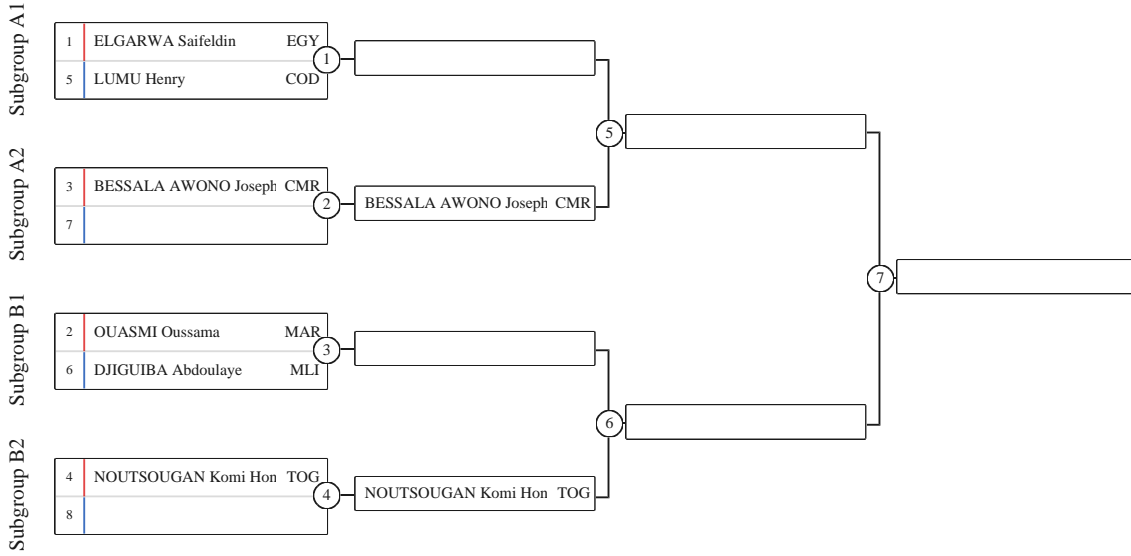 Subgroup A1
1 ELGARWA Saifeldin EGY
5 LUMU Henry COD
1
5
Subgroup A2
3 BESSALA AWONO Joseph CMR
7
2
BESSALA AWONO Joseph CMR
7
Subgroup B1
2 OUASMI Oussama MAR
6 DJIGUIBA Abdoulaye MLI
3
6
Subgroup B2
4 NOUTSOUGAN Komi Hon TOG
8
4
NOUTSOUGAN Komi Hon TOG